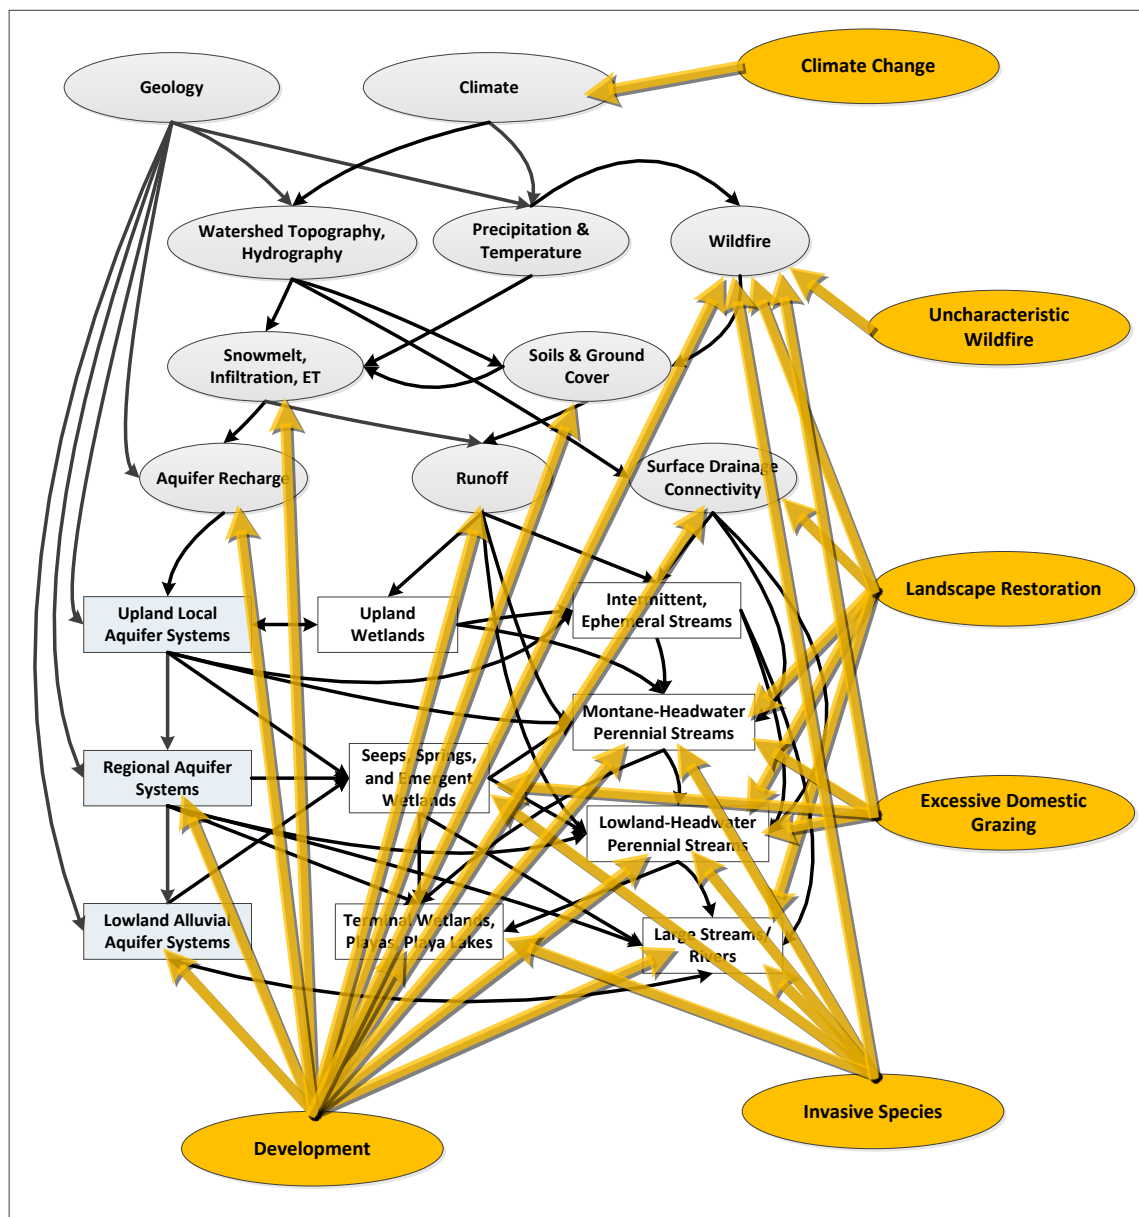 Climate Change
Geology
Climate
Watershed Topography,
Hydrography
Precipitation &
Temperature
Wildfire
Uncharacteristic
Wildfire
Snowmelt,
Infiltration, ET
Soils & Ground
Cover
Aquifer Recharge
Runoff
Surface Drainage
Connectivity
Landscape Restoration
Upland Local
Aquifer Systems
Upland
Wetlands
Intermittent,
Ephemeral Streams
Montane-Headwater
Perennial Streams
Regional Aquifer
Systems
Seeps, Springs,
and Emergent
Wetlands
Excessive Domestic
Grazing
Lowland-Headwater
Perennial Streams
Lowland Alluvial
Aquifer Systems
Terminal Wetlands,
Playas, Playa Lakes
Large Streams/
Rivers
Invasive Species
Development